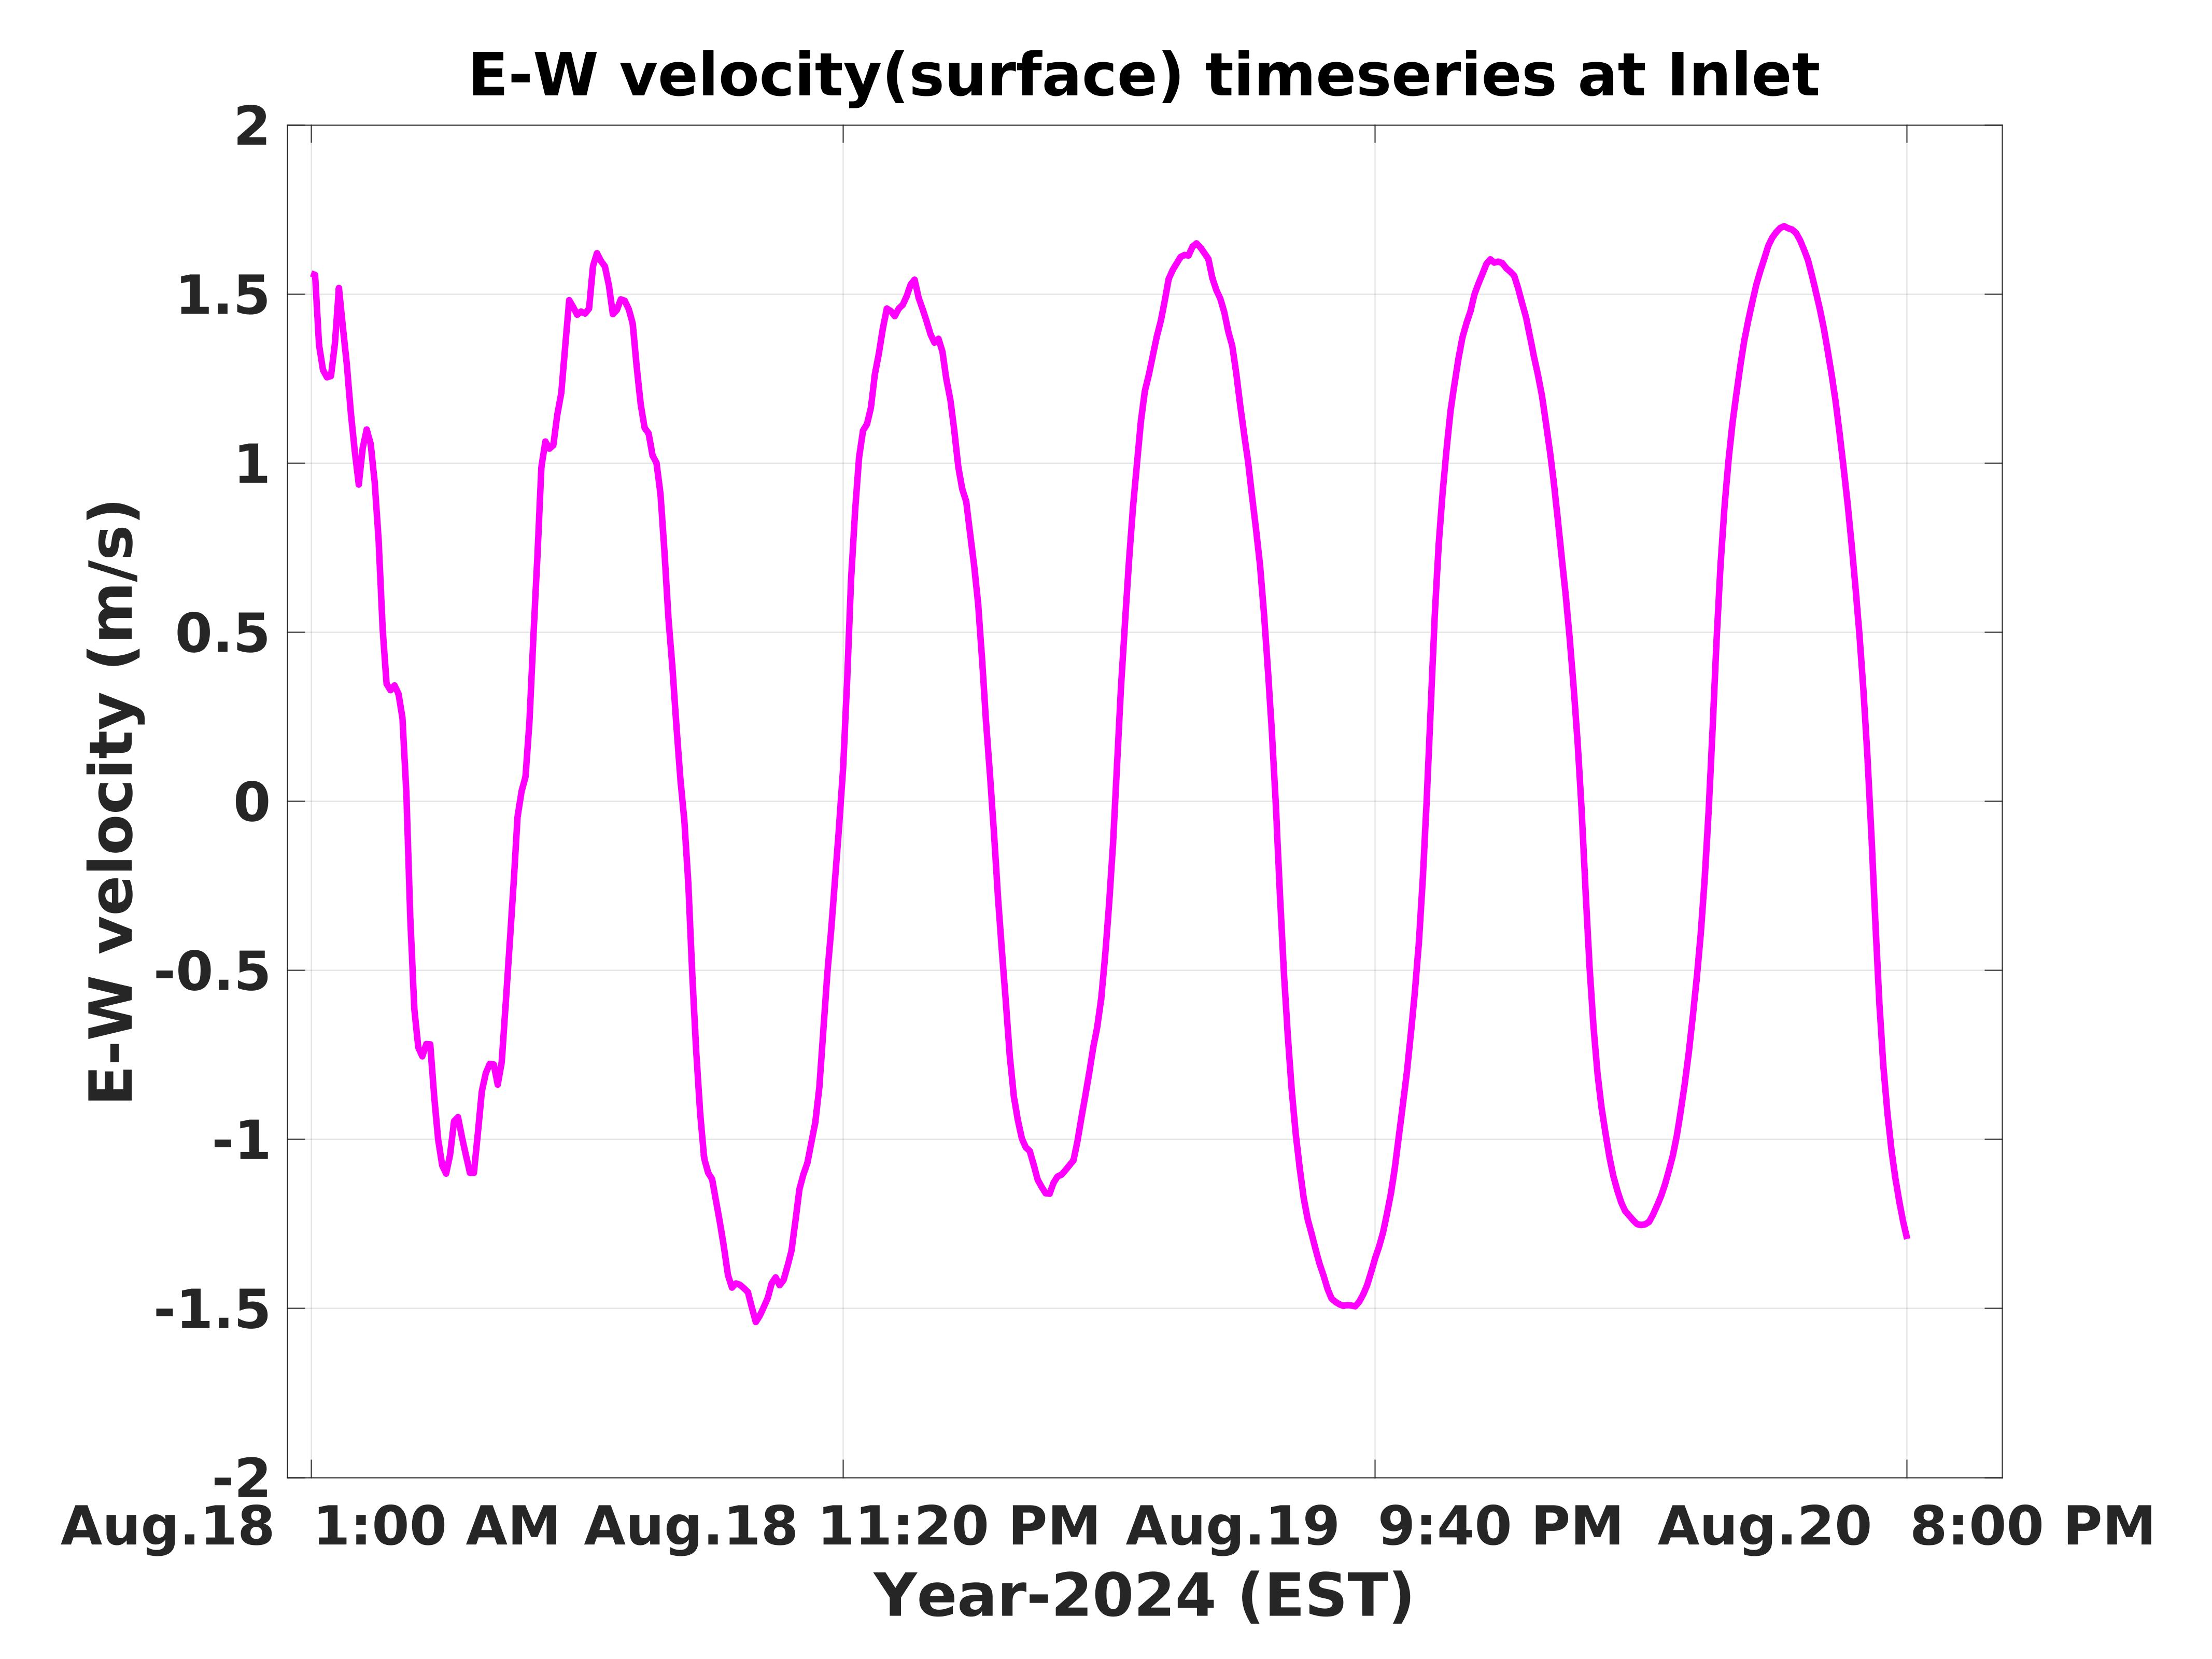 E-W velocity(surface) timeseries at Inlet
E-W velocity (m/s)
2
1.5
1
0.5
0
-0.5
-1
-1.5
-2
Aug.18 1:00 AM Aug.18 11:20 PM Aug.19 9:40 PM Aug.20 8:00 PM
Year-2024 (EST)